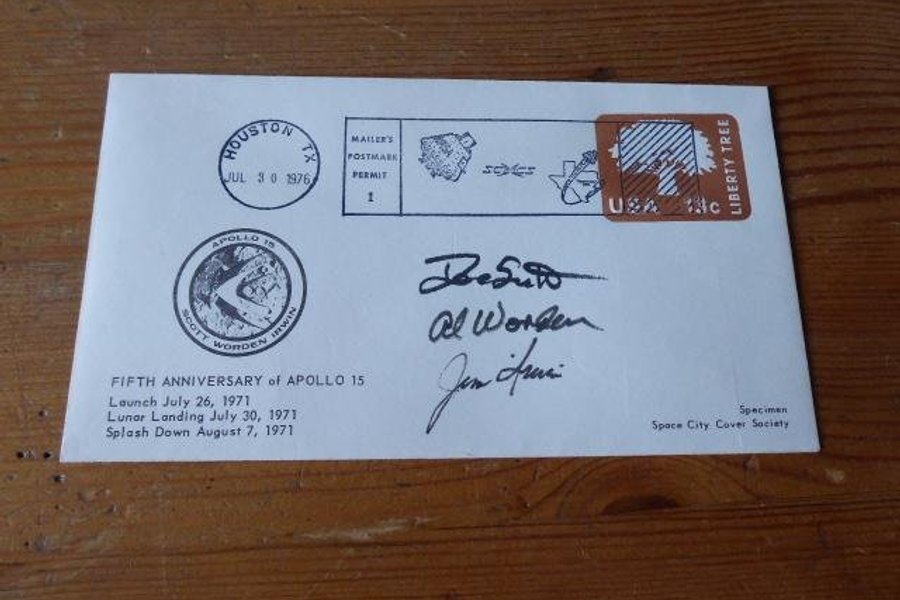 HOUSTON TX
JUL 30 1976
MAILER'S
POSTMARK
PERMIT
1
USA 13c
LIBERTY TREE
APOLLO 15
SCOTT WORDEN IRWIN
Al Worden
Jim Irwin
FIFTH ANNIVERSARY of APOLLO 15
Launch July 26, 1971
Lunar Landing July 30, 1971
Splash Down August 7, 1971
Specimen
Space City Cover Society